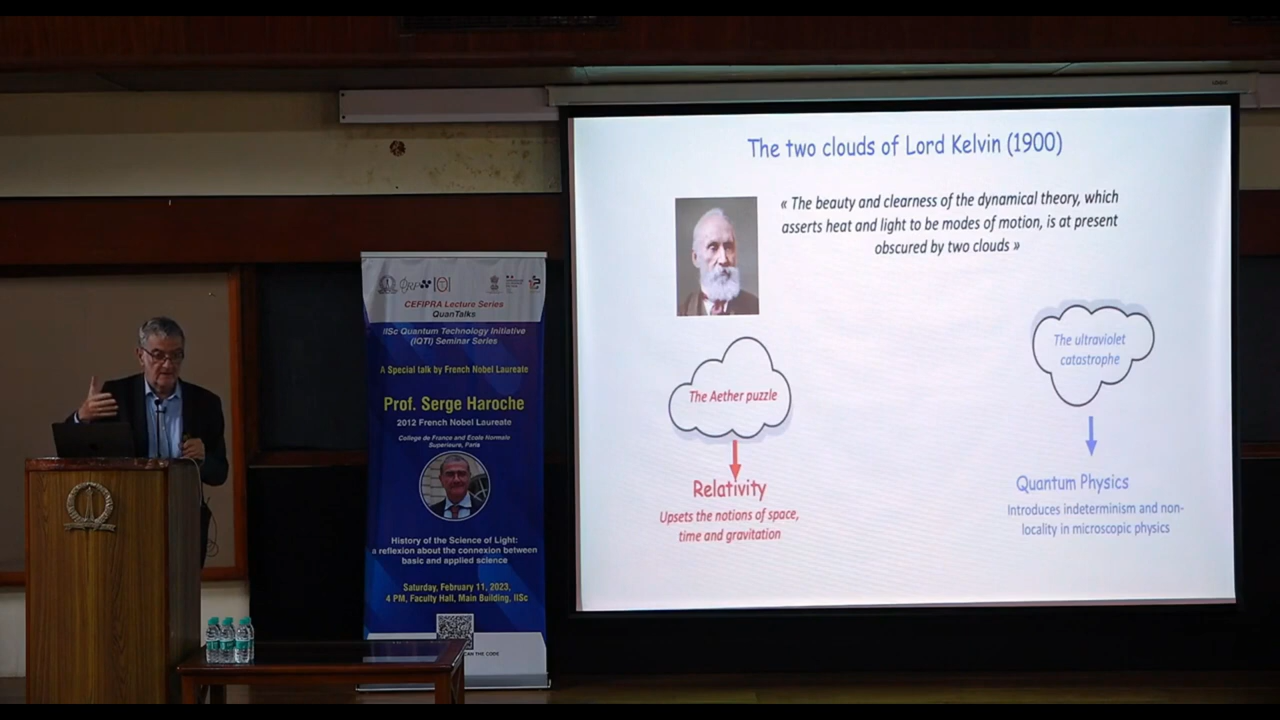 The two clouds of Lord Kelvin (1900)
« The beauty and clearness of the dynamical theory, which
asserts heat and light to be modes of motion, is at present
obscured by two clouds »
The Aether puzzle
Relativity
Upsets the notions of space,
time and gravitation
The ultraviolet
catastrophe
Quantum Physics
Introduces indeterminism and non-
locality in microscopic physics
CEFIPRA Lecture Series
QuanTalks
IISc Quantum Technology Initiative
(IQTI) Seminar Series
A Special talk by French Nobel Laureate
Prof. Serge Haroche
2012 French Nobel Laureate
College de France and Ecole Normale
Superieure, Paris
History of the Science of Light:
a reflexion about the connexion between
basic and applied science
Saturday, February 11, 2023,
4 PM, Faculty Hall, Main Building, IISc
THE CODE